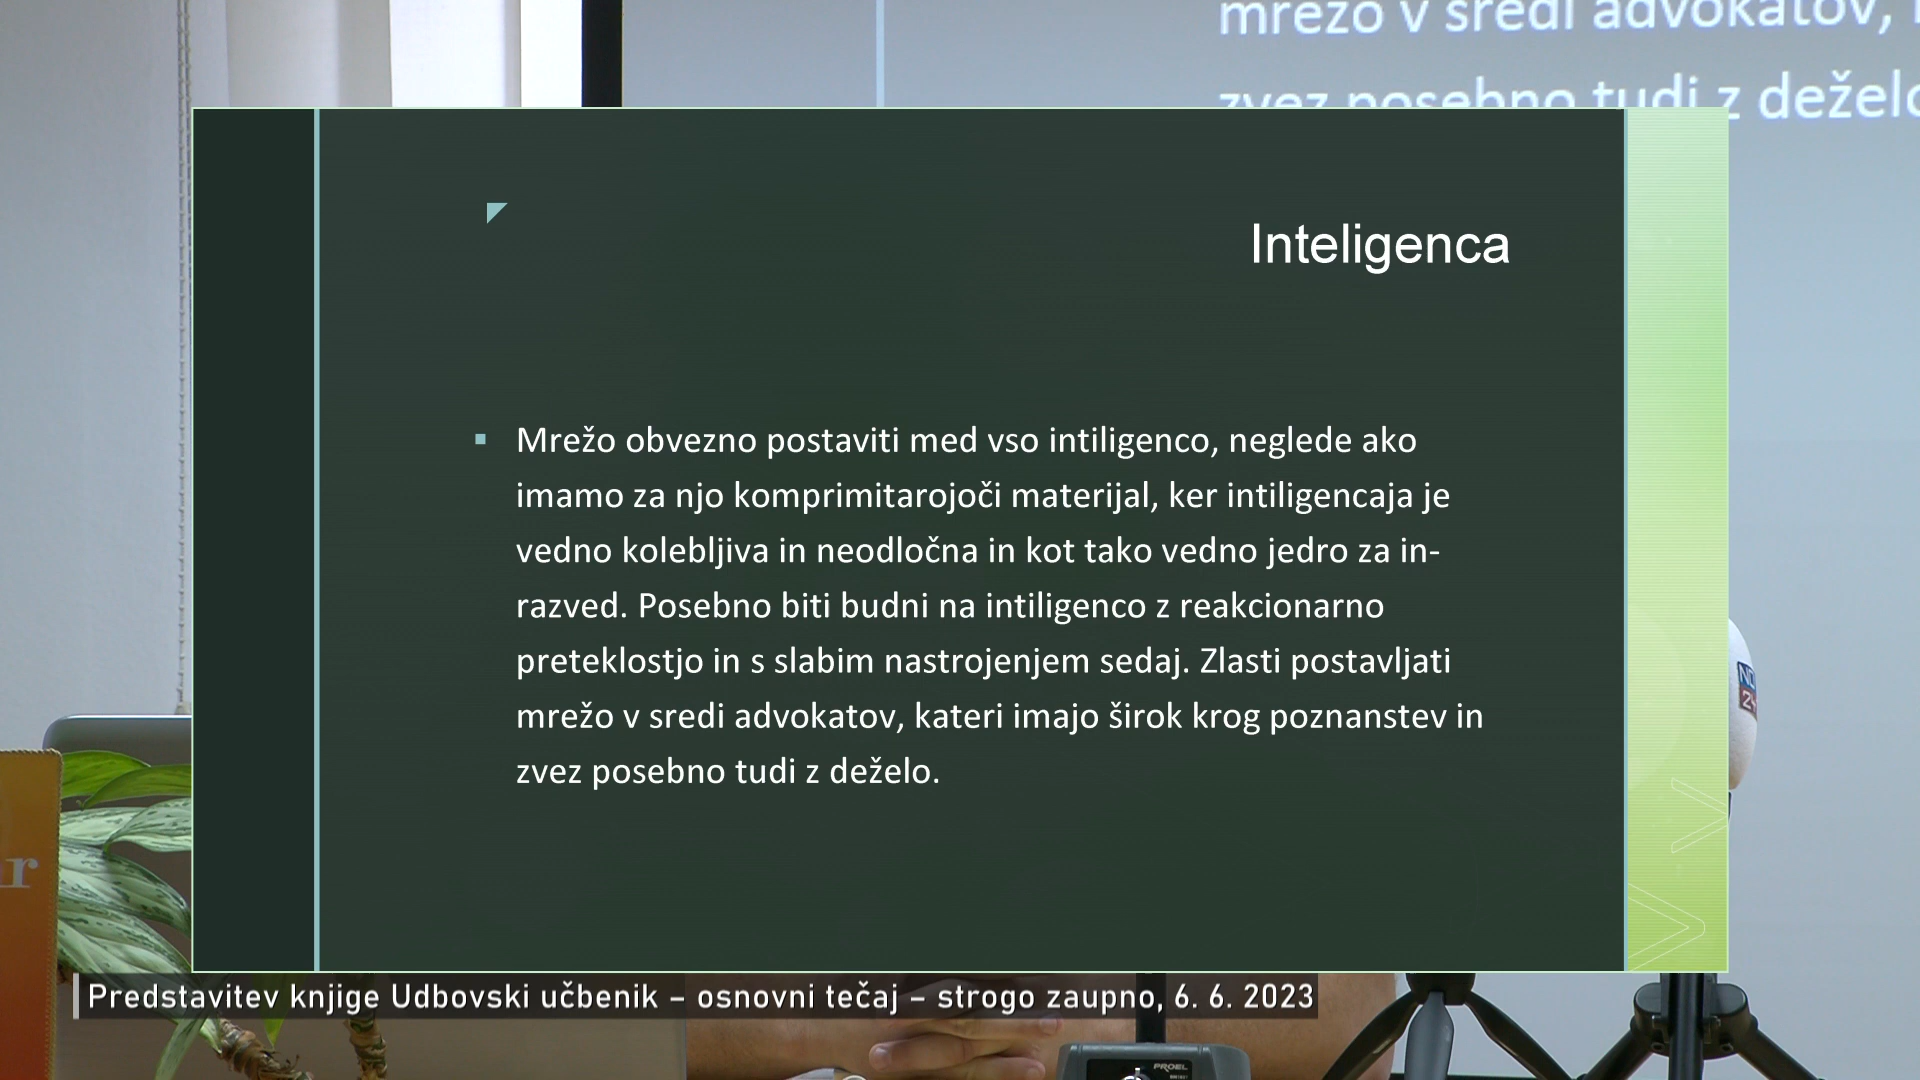 mrežo v sredi advokatov,
zvez posebno tudi z deželo
Inteligenca
Mrežo obvezno postaviti med vso intiligenco, neglede ako
imamo za njo komprimitarojoči materijal, ker intiligencaja je
vedno kolebljiva in neodločna in kot tako vedno jedro za in-
razved. Posebno biti budni na intiligenco z reakcionarno
preteklostjo in s slabim nastrojenjem sedaj. Zlasti postavljati
mrežo v sredi advokatov, kateri imajo širok krog poznanstev in
zvez posebno tudi z deželo.
Predstavitev knjige Udbovski učbenik – osnovni tečaj – strogo zaupno, 6. 6. 2023
PROEL